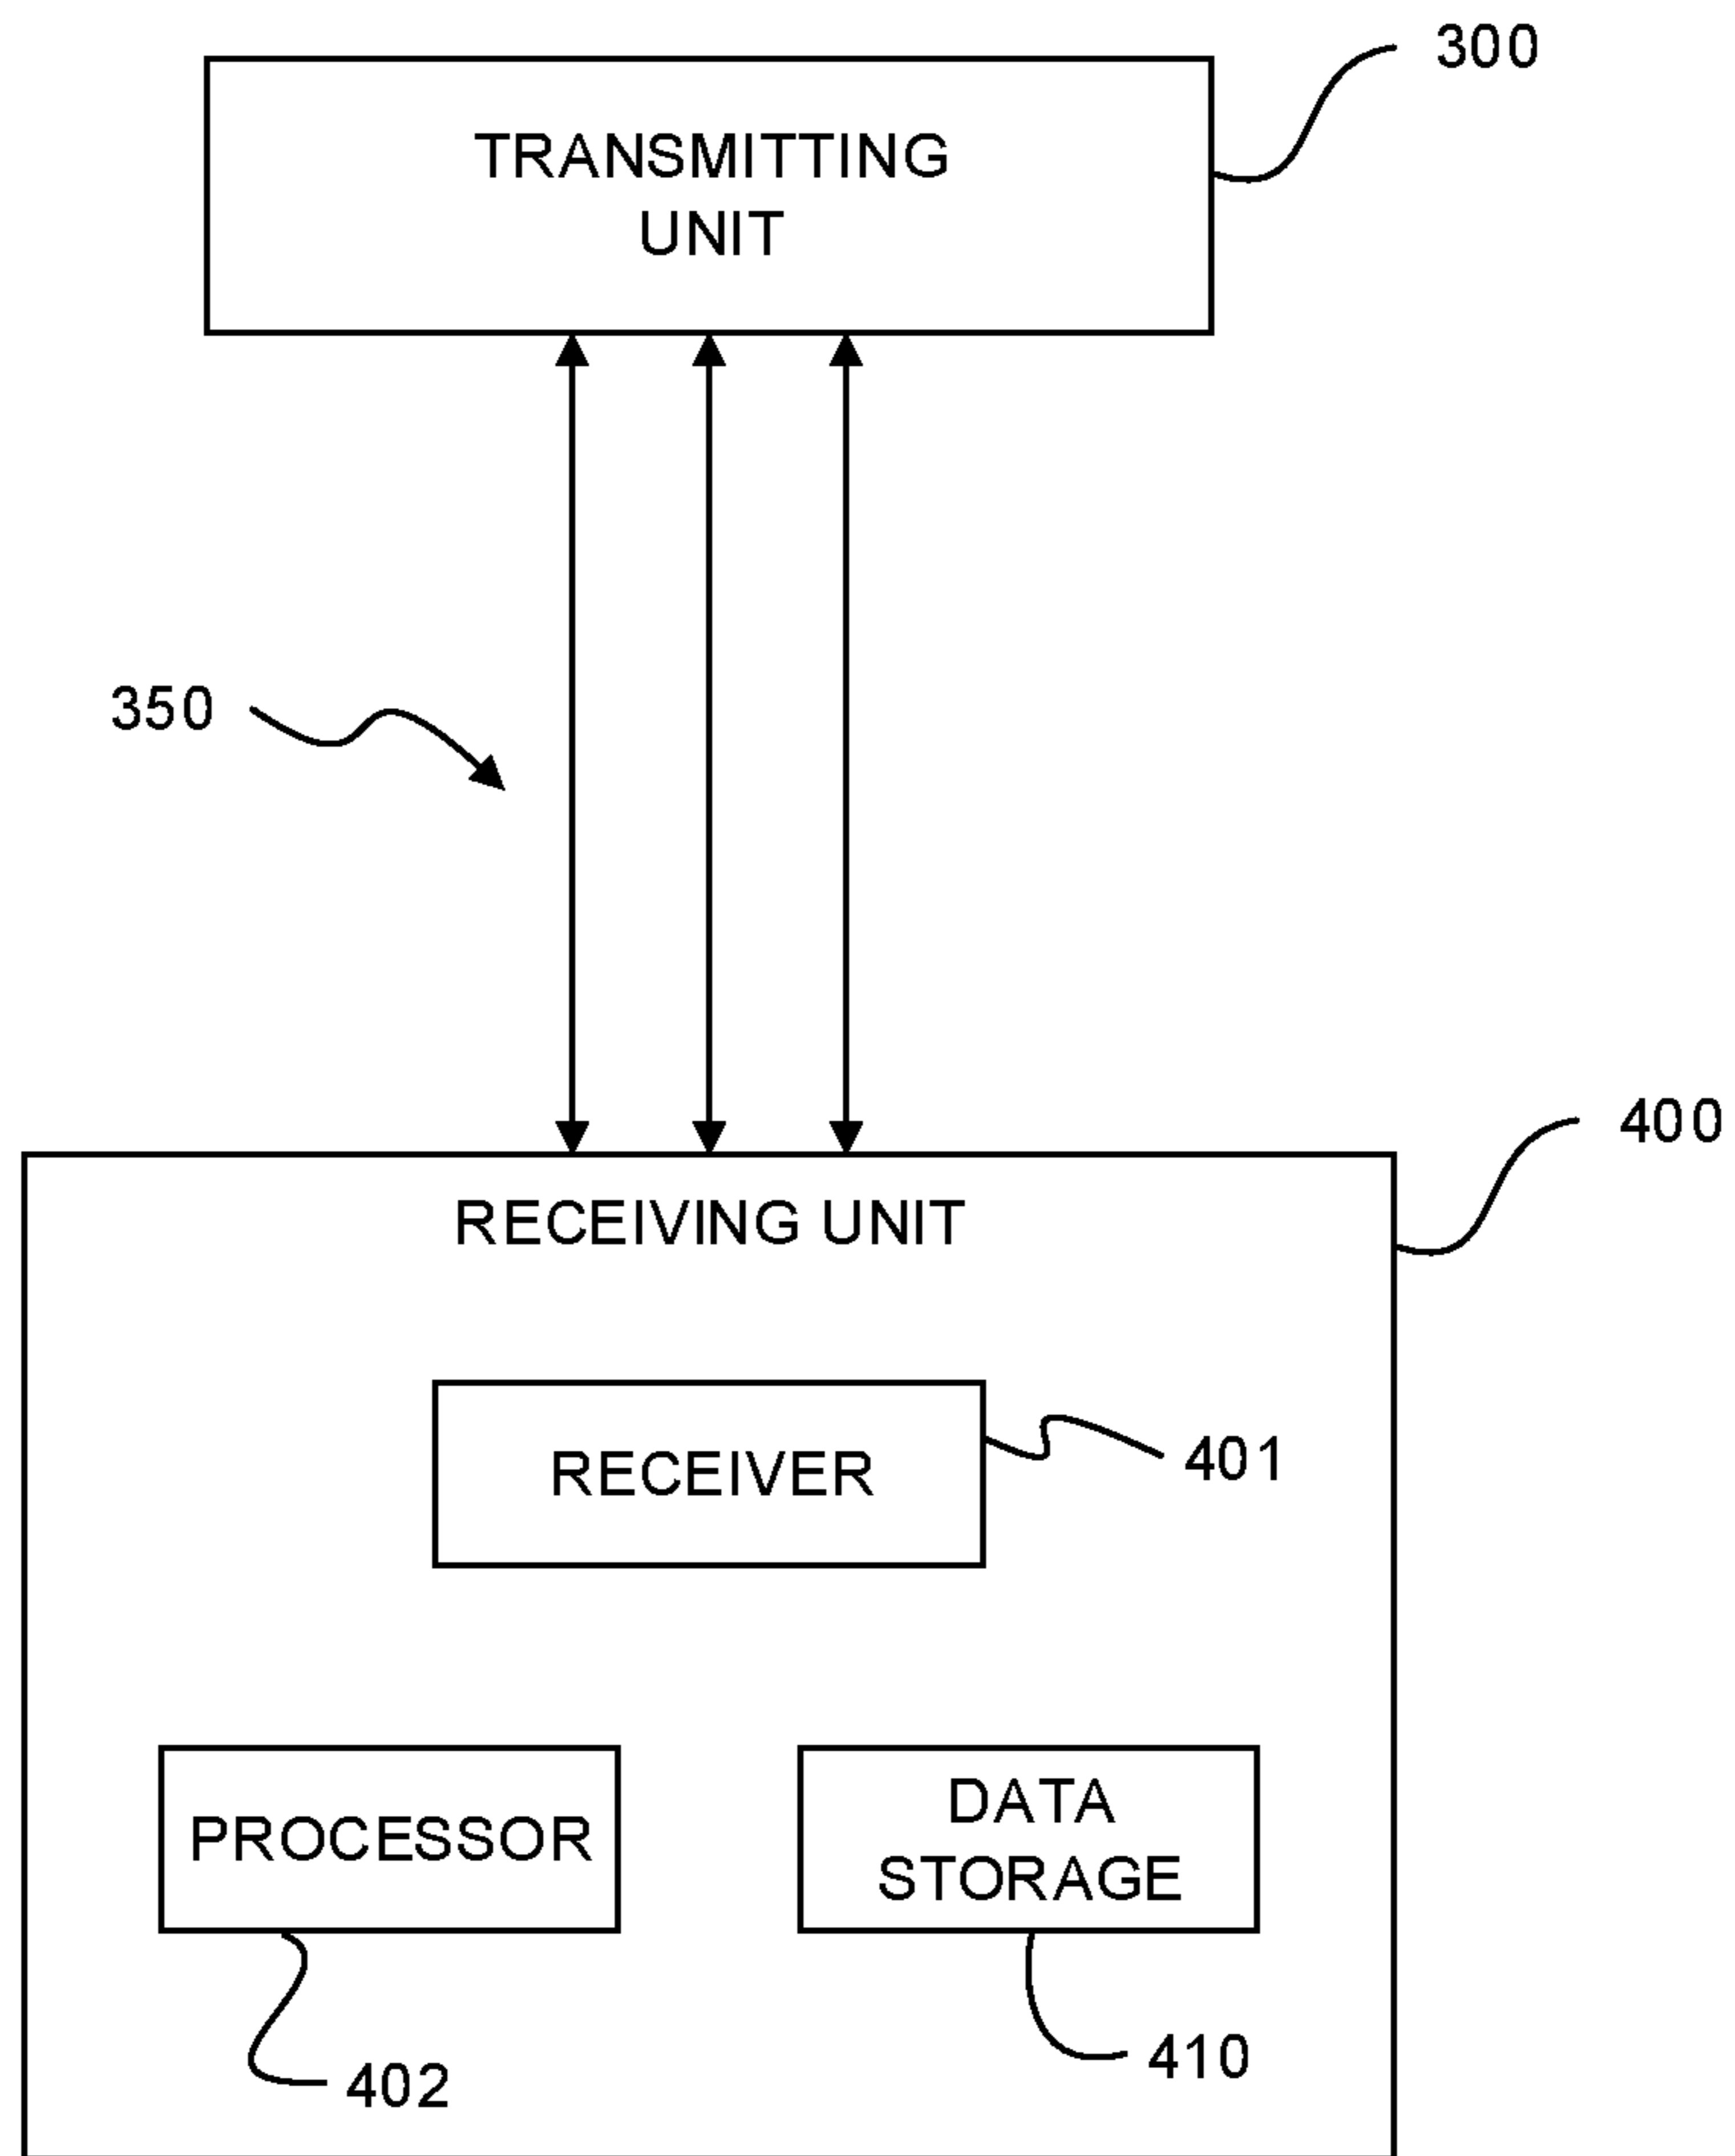 300
TRANSMITTING
UNIT
350
400
RECEIVING UNIT
RECEIVER
401
PROCESSOR
DATA
STORAGE
402
410